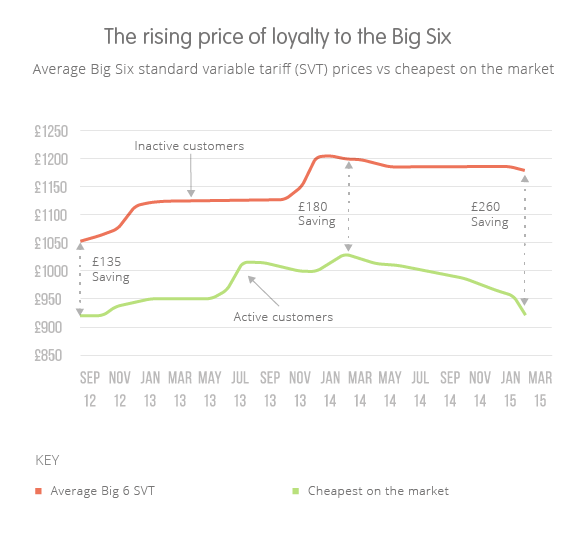 The rising price of loyalty to the Big Six
Average Big Six standard variable tariff (SVT) prices vs cheapest on the market
£1250
£1200
£1150
£1100
£1050
£1000
£950
£900
£850
Inactive customers
£180
Saving
£260
Saving
£135
Saving
Active customers
SEP NOV JAN MAR MAY JUL SEP NOV JAN MAR MAY JUL SEP NOV JAN MAR
12 12 13 13 13 13 13 13 14 14 14 14 14 14 15 15
KEY
Average Big 6 SVT
Cheapest on the market